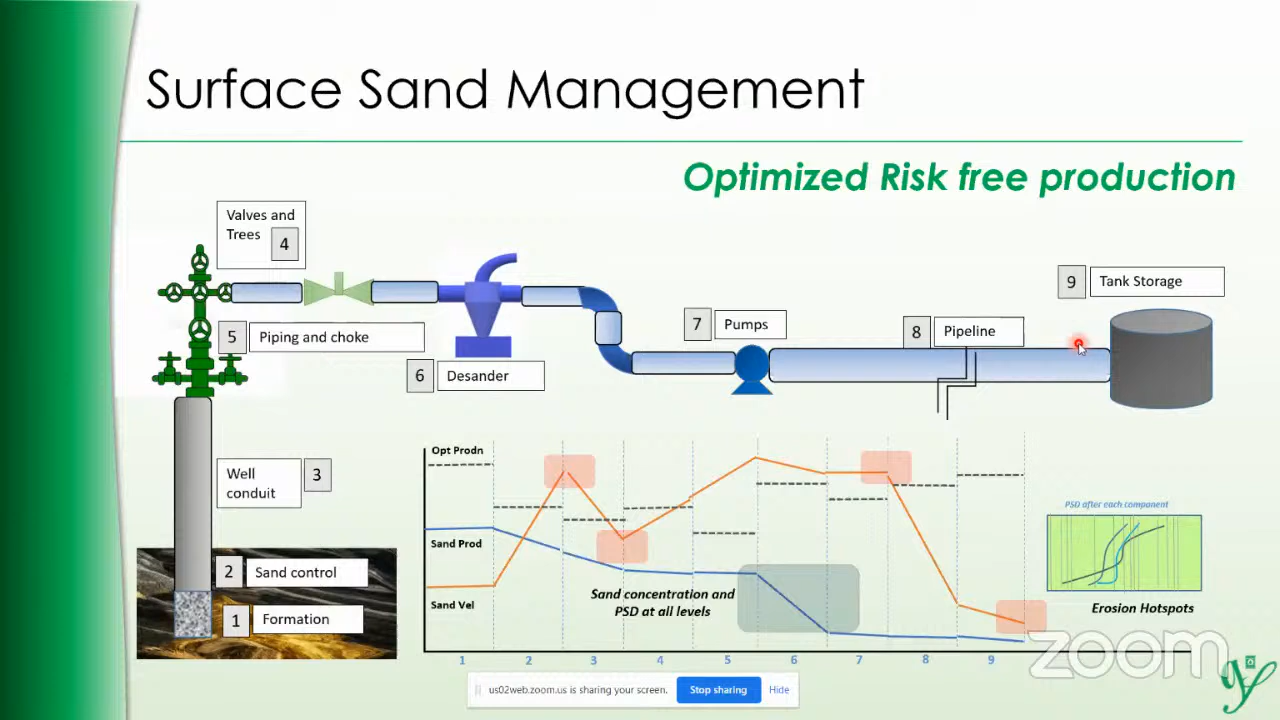 Surface Sand Management
Optimized Risk free production
Valves and
Trees
4
5
Piping and choke
6
Desander
7
Pumps
8
Pipeline
9
Tank Storage
Well
conduit
3
2
Sand control
1
Formation
Opt Prodn
Sand Prod
Sand Vel
Sand concentration and
PSD at all levels
1 2 3 4 5 6 7 8 9
PSD after each component
Erosion Hotspots
zoom
us02web.zoom.us is sharing your screen.
Stop sharing
Hide